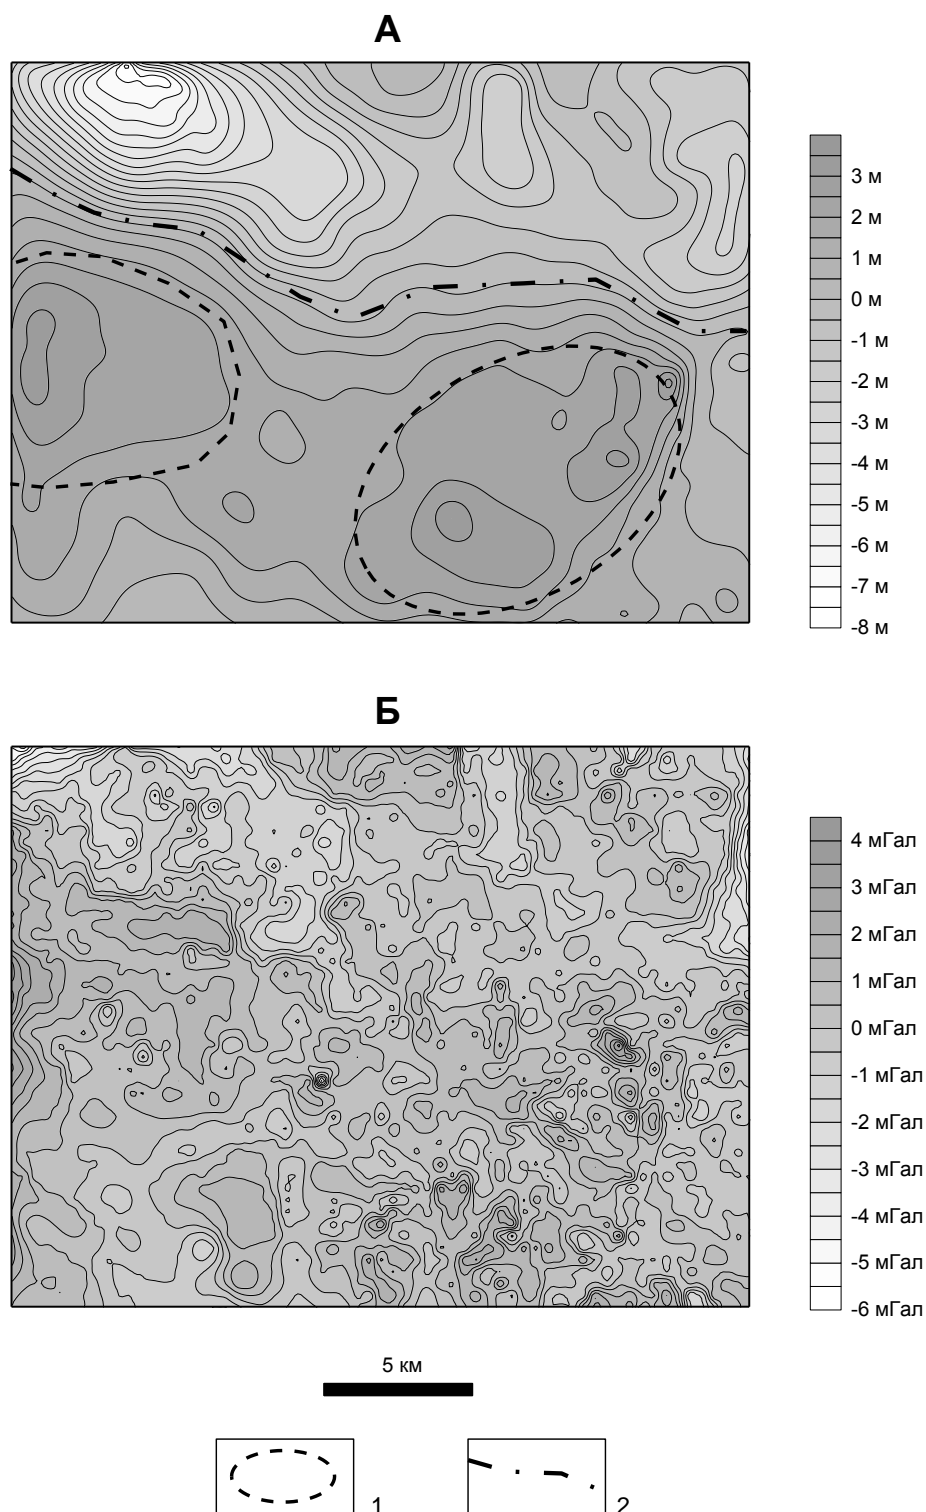 А
3 м
2 м
1 м
0 м
-1 м
-2 м
-3 м
-4 м
-5 м
-6 м
-7 м
-8 м
Б
4 мГал
3 мГал
2 мГал
1 мГал
0 мГал
-1 мГал
-2 мГал
-3 мГал
-4 мГал
-5 мГал
-6 мГал
5 км
1
2